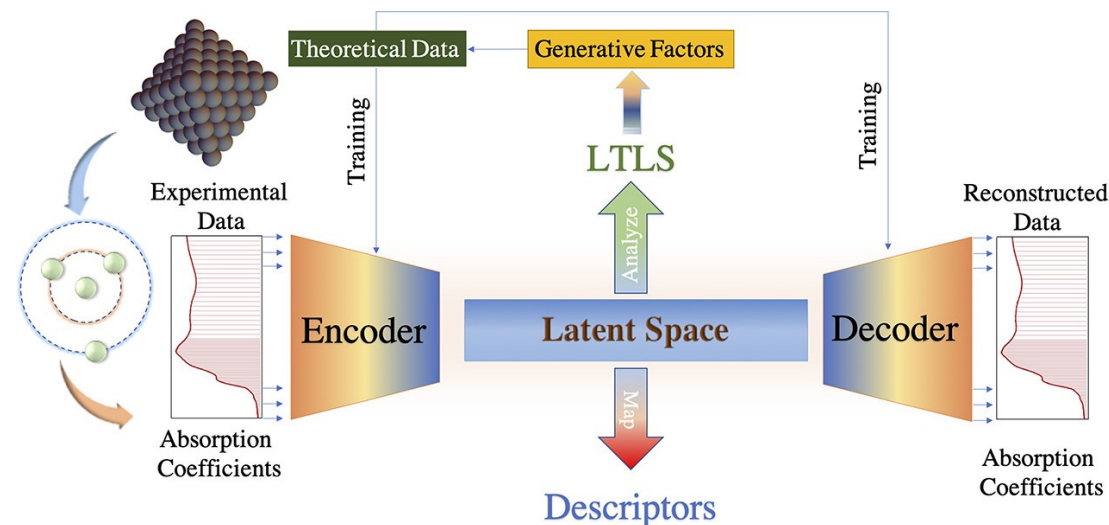 Theoretical Data
Generative Factors
Training
Training
LTLS
Experimental
Data
Reconstructed
Data
Analyze
Encoder
Latent Space
Decoder
Map
Absorption
Coefficients
Absorption
Coefficients
Descriptors